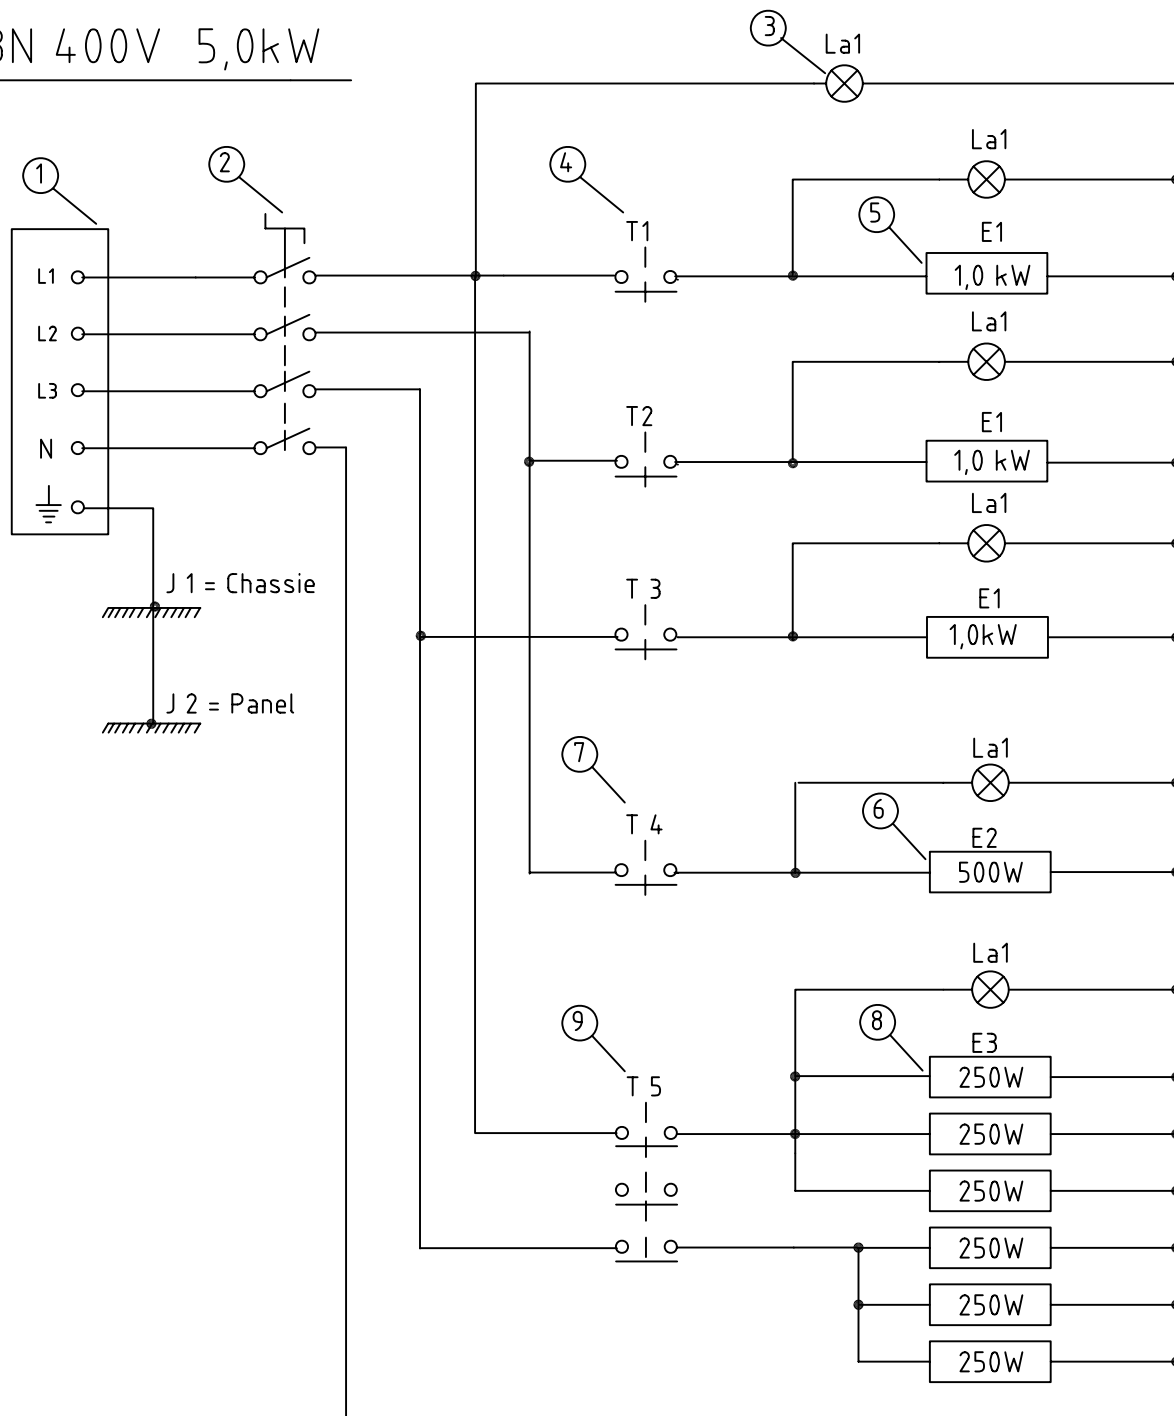 3N 400V 5,0kW
3
La1
La1
1
2
4
5
T1
E1
L1
1,0 kW
La1
L2
L3
T2
E1
N
1,0 kW
La1
J 1 = Chassie
T 3
E1
1,0kW
J 2 = Panel
La1
7
6
T 4
E2
500W
La1
9
8
E3
T 5
250W
250W
250W
250W
250W
250W